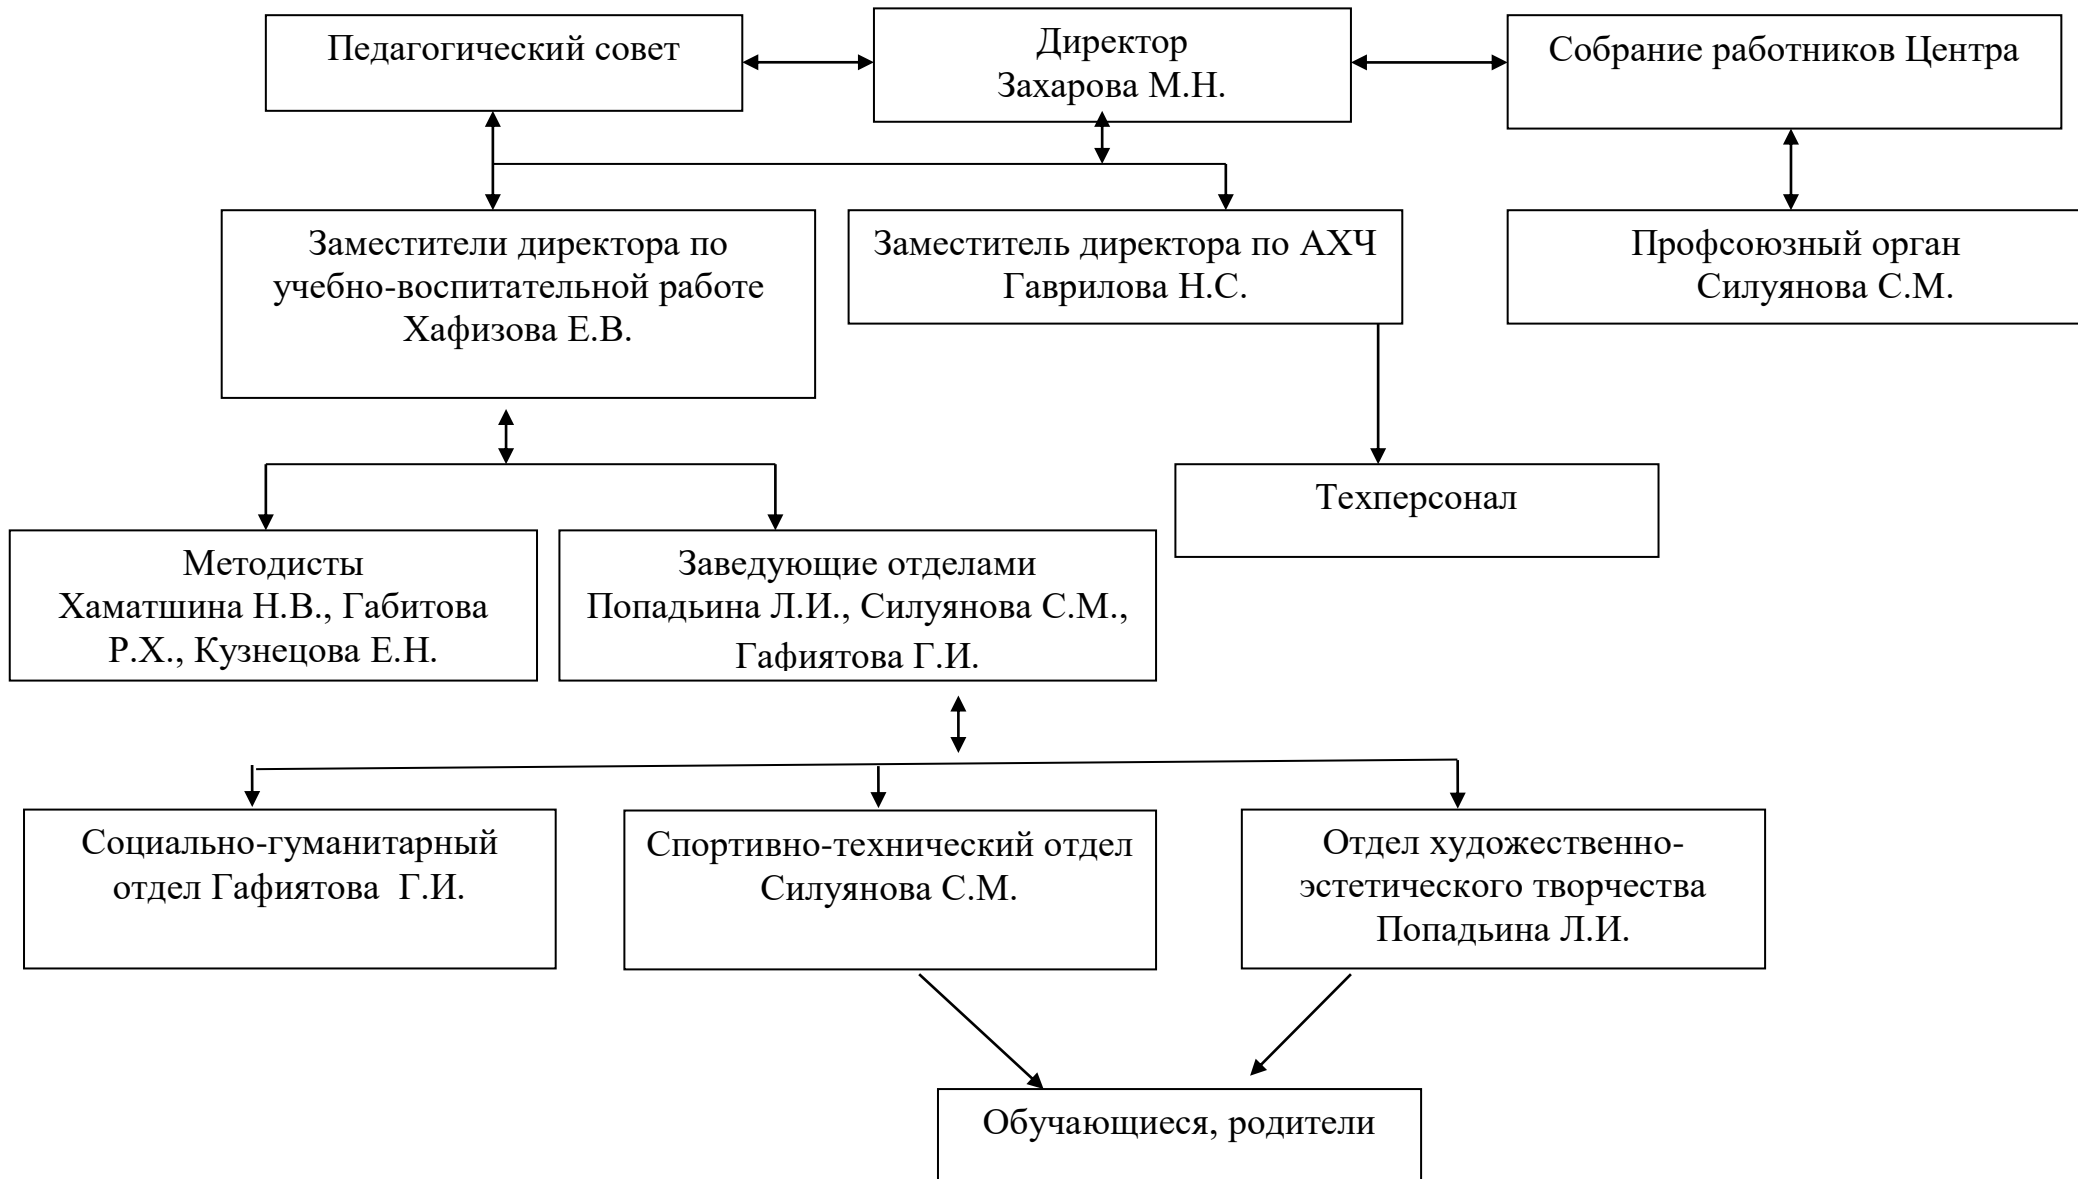 Педагогический совет
Директор
Захарова М.Н.
Собрание работников Центра
Заместители директора по
учебно-воспитательной работе
Хафизова Е.В.
Заместитель директора по АХЧ
Гаврилова Н.С.
Профсоюзный орган
Силуянова С.М.
Техперсонал
Методисты
Хаматшина Н.В., Габитова
Р.Х., Кузнецова Е.Н.
Заведующие отделами
Попадьина Л.И., Силуянова С.М.,
Гафиятова Г.И.
Социально-гуманитарный
отдел Гафиятова  Г.И.
Спортивно-технический отдел
Силуянова С.М.
Отдел художественно-
эстетического творчества
Попадьина Л.И.
Обучающиеся, родители